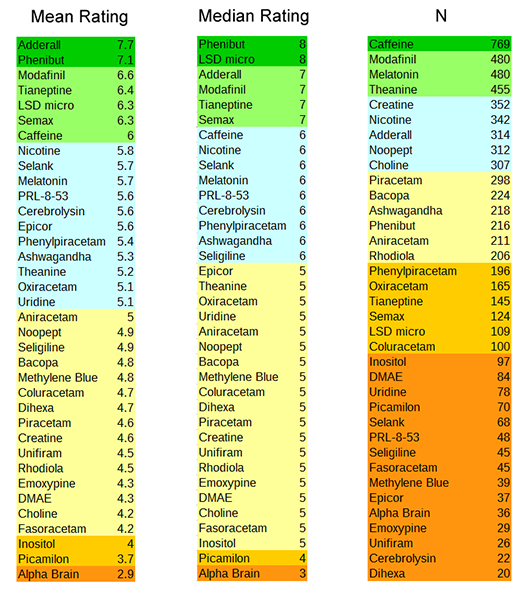 Mean Rating
Adderall 7.7
Phenibut 7.1
Modafinil 6.6
Tianeptine 6.4
LSD micro 6.3
Semax 6.3
Caffeine 6
Nicotine 5.8
Selank 5.7
Melatonin 5.7
PRL-8-53 5.6
Cerebrolysin 5.6
Epicor 5.6
Phenylpiracetam 5.4
Ashwagandha 5.3
Theanine 5.2
Oxiracetam 5.1
Uridine 5.1
Aniracetam 5
Noopept 4.9
Seligiline 4.9
Bacopa 4.8
Methylene Blue 4.8
Coluracetam 4.7
Dihexa 4.7
Piracetam 4.6
Creatine 4.6
Unifiram 4.5
Rhodiola 4.5
Emoxypine 4.3
DMAE 4.3
Choline 4.2
Fasoracetam 4.2
Inositol 4
Picamilon 3.7
Alpha Brain 2.9
Median Rating
Phenibut 8
LSD micro 8
Adderall 7
Modafinil 7
Tianeptine 7
Semax 7
Caffeine 6
Nicotine 6
Selank 6
Melatonin 6
PRL-8-53 6
Cerebrolysin 6
Phenylpiracetam 6
Ashwagandha 6
Seligiline 6
Epicor 5
Theanine 5
Oxiracetam 5
Uridine 5
Aniracetam 5
Noopept 5
Bacopa 5
Methylene Blue 5
Coluracetam 5
Dihexa 5
Piracetam 5
Creatine 5
Unifiram 5
Rhodiola 5
Emoxypine 5
DMAE 5
Choline 5
Fasoracetam 5
Inositol 5
Picamilon 4
Alpha Brain 3
N
Caffeine 769
Modafinil 480
Melatonin 480
Theanine 455
Creatine 352
Nicotine 342
Adderall 314
Noopept 312
Choline 307
Piracetam 298
Bacopa 224
Ashwagandha 218
Phenibut 216
Aniracetam 211
Rhodiola 206
Phenylpiracetam 196
Oxiracetam 165
Tianeptine 145
Semax 124
LSD micro 109
Coluracetam 100
Inositol 97
DMAE 84
Uridine 78
Picamilon 70
Selank 68
PRL-8-53 48
Seligiline 45
Fasoracetam 45
Methylene Blue 39
Epicor 37
Alpha Brain 36
Emoxypine 29
Unifiram 26
Cerebrolysin 22
Dihexa 20